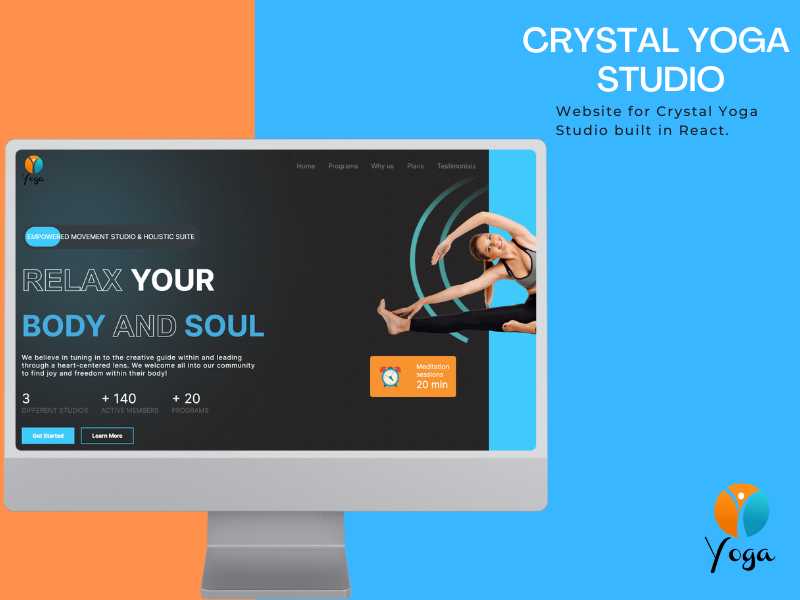 CRYSTAL YOGA
STUDIO
Website for Crystal Yoga
Studio built in React.
Yoga
Home Programs Why us Plans Testimonials
EMPOWERED MOVEMENT STUDIO & HOLISTIC SUITE
RELAX YOUR
BODY AND SOUL
We believe in tuning in to the creative guide within and leading
through a heart-centered lens. We welcome all into our community
to find joy and freedom within their body!
3 + 140 + 20
DIFFERENT STUDIOS ACTIVE MEMBERS PROGRAMS
Get Started Learn More
Meditation
sessions
20 min
Yoga